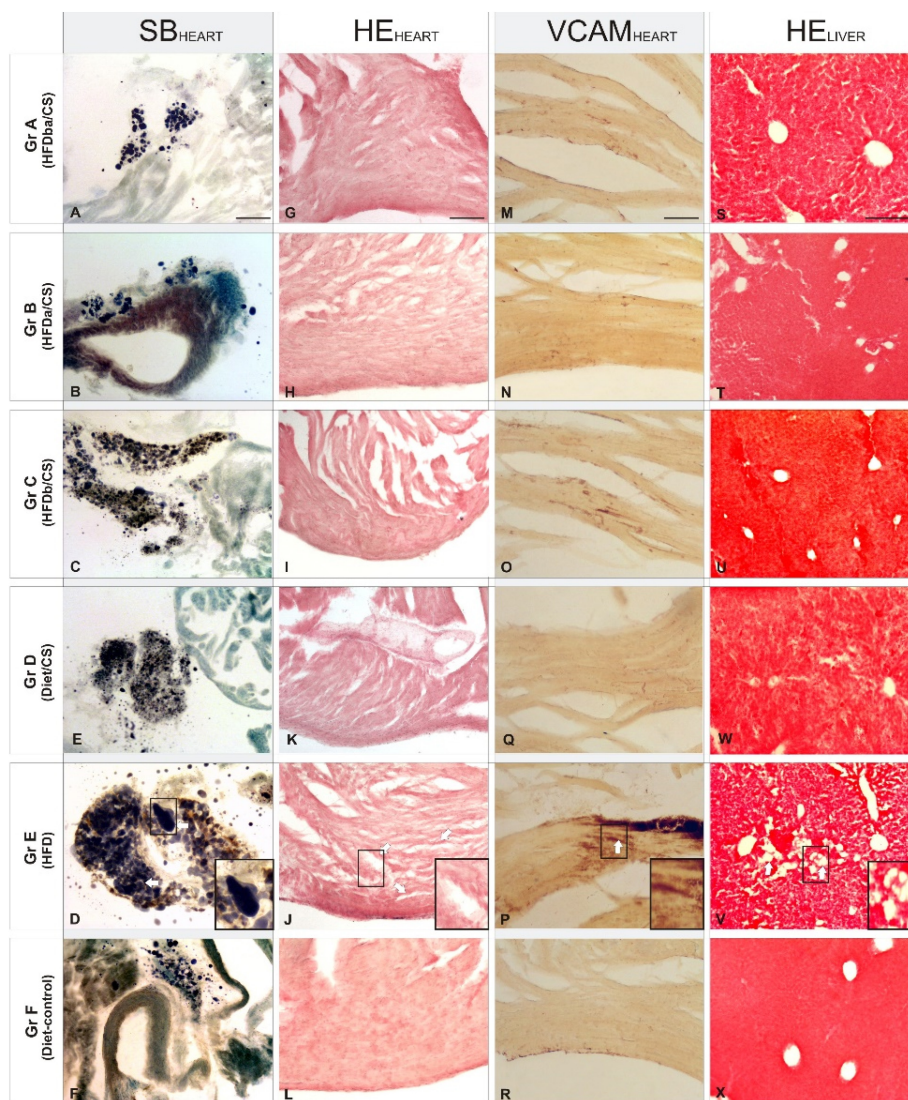 SBHEART HEHEART VCAMHEART HELIVER
Gr A
(HFDba/CS)
A G M S
Gr B
(HFDa/CS)
B H N T
Gr C
(HFDb/CS)
C I O U
Gr D
(Diet/CS)
E K Q W
Gr E
(HFD)
D J P V
Gr F
(Diet-control)
F L R X